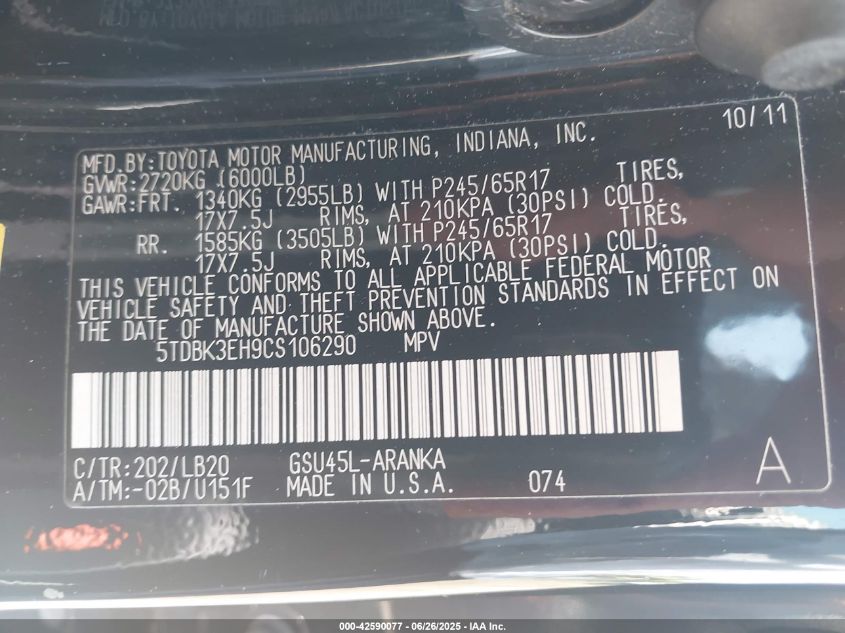 10/11
MFD.BY:TOYOTA MOTOR MANUFACTURING, INDIANA, INC.
GVWR:2720KG (6000LB)
GAWR:FRT. 1340KG (2955LB) WITH P245/65R17 TIRES,
17X7.5J RIMS, AT 210KPA (30PSI) COLD.
RR. 1585KG (3505LB) WITH P245/65R17 TIRES,
17X7.5J RIMS, AT 210KPA (30PSI) COLD.
THIS VEHICLE CONFORMS TO ALL APPLICABLE FEDERAL MOTOR
VEHICLE SAFETY AND THEFT PREVENTION STANDARDS IN EFFECT ON
THE DATE OF MANUFACTURE SHOWN ABOVE.
5TDBK3EH9CS106290 MPV
C/TR:202/LB20 GSU45L-ARANKA
A/TM:-02B/U151F MADE IN U.S.A. 074 A
000-42590077 - 06/26/2025 - IAA Inc.